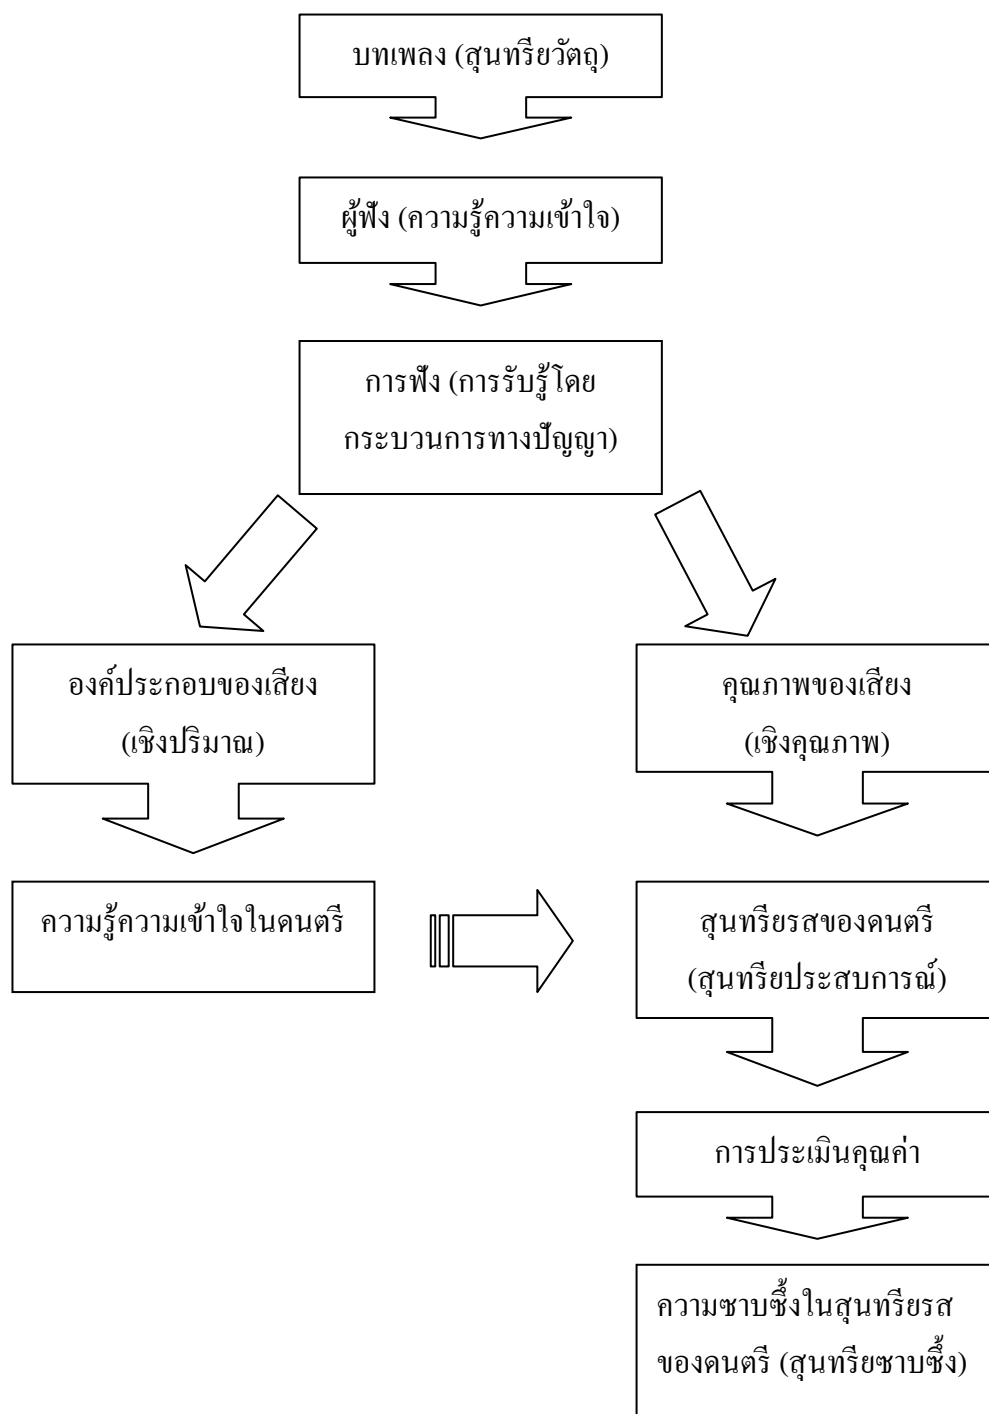 บทเพลง (สุนทรียวัตถุ)
ผู้ฟัง (ความรู้ความเข้าใจ)
การฟัง (การรับรู้โดย
กระบวนการทางปัญญา)
องค์ประกอบของเสียง
(เชิงปริมาณ)
คุณภาพของเสียง
(เชิงคุณภาพ)
ความรู้ความเข้าใจในดนตรี
สุนทรียรสของดนตรี
(สุนทรียประสบการณ์)
การประเมินคุณค่า
ความซาบซึ้งในสุนทรียรส
ของดนตรี (สุนทรียซาบซึ้ง)